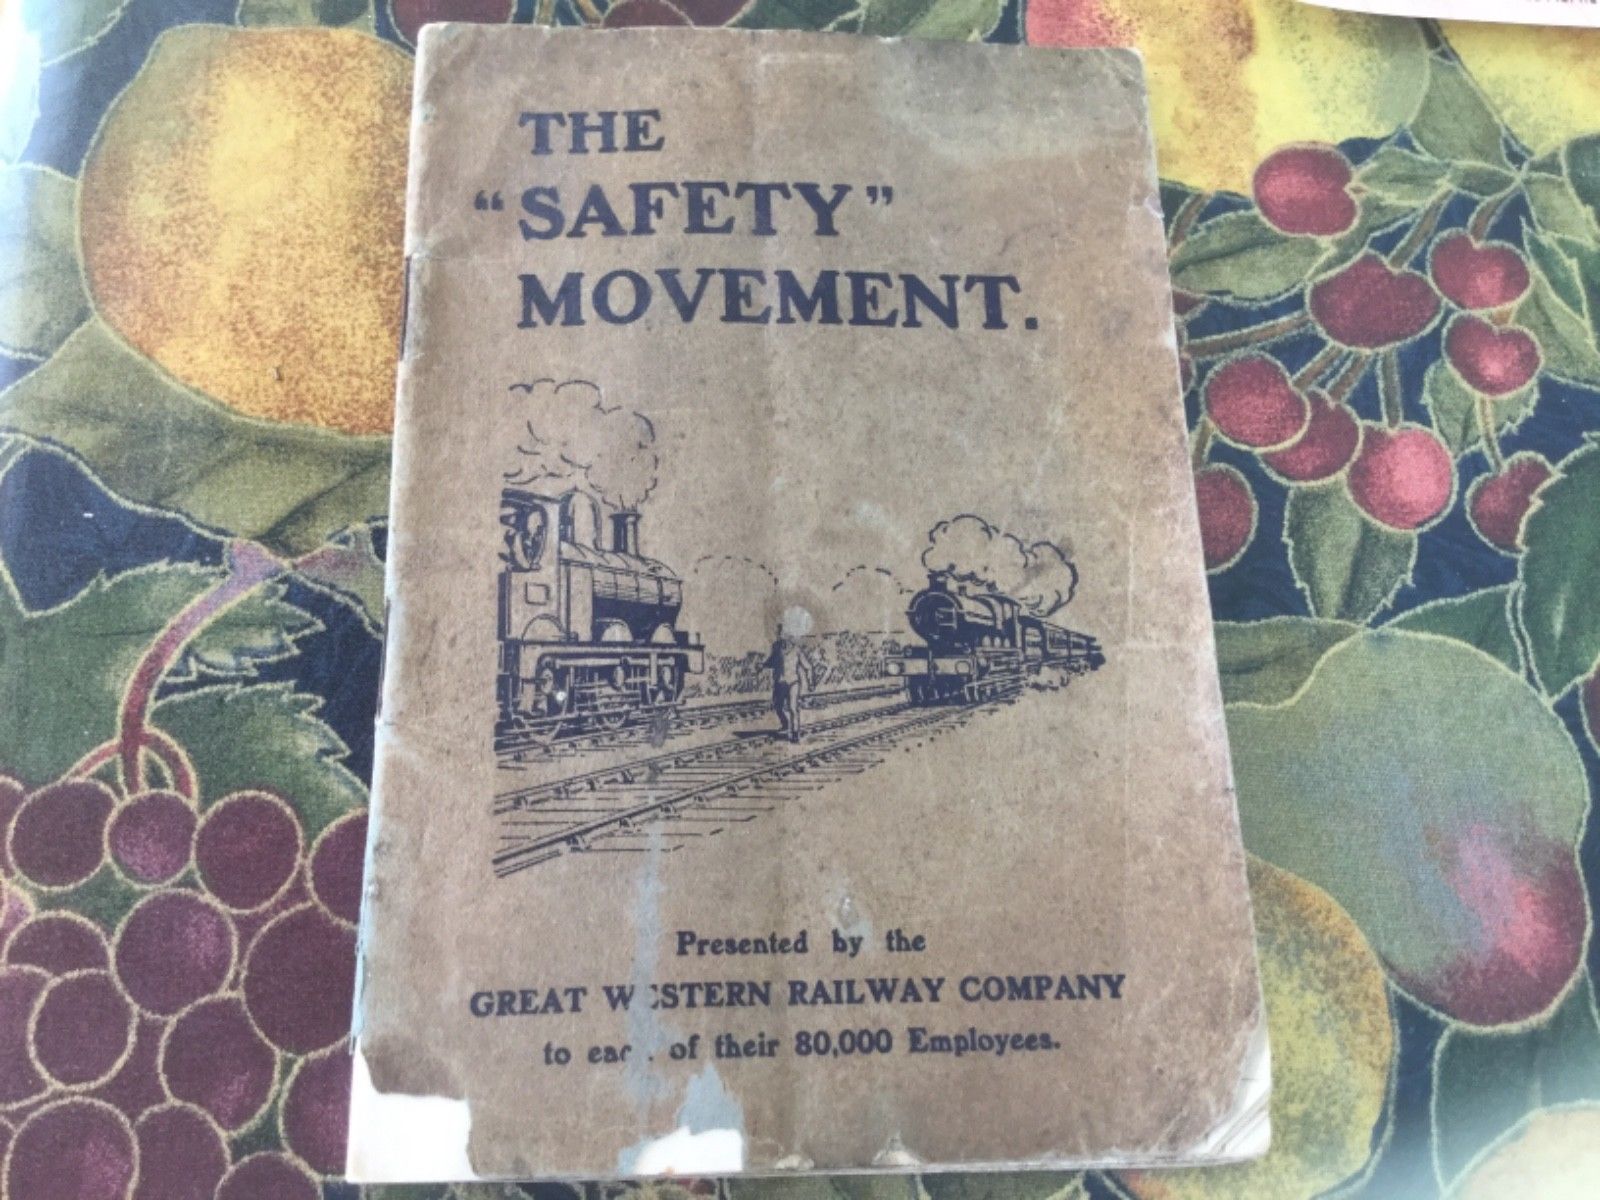 THE
"SAFETY"
MOVEMENT.
Presented by the
GREAT WESTERN RAILWAY COMPANY
to each of their 80,000 Employees.